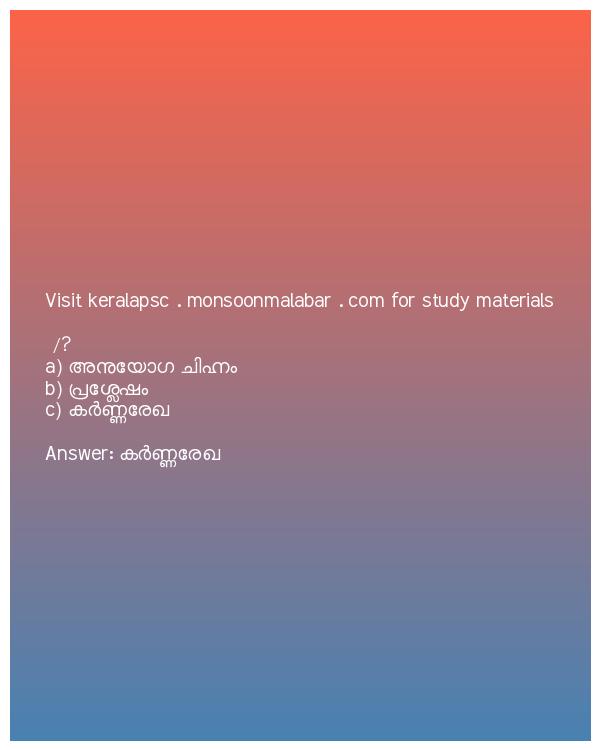 Visit keralapsc . monsoonmalabar . com for study materials
/?
a) അനുയോഗ ചിഹ്നം
b) പ്രശ്ലേഷം
c) കർണ്ണരേഖ
Answer: കർണ്ണരേഖ